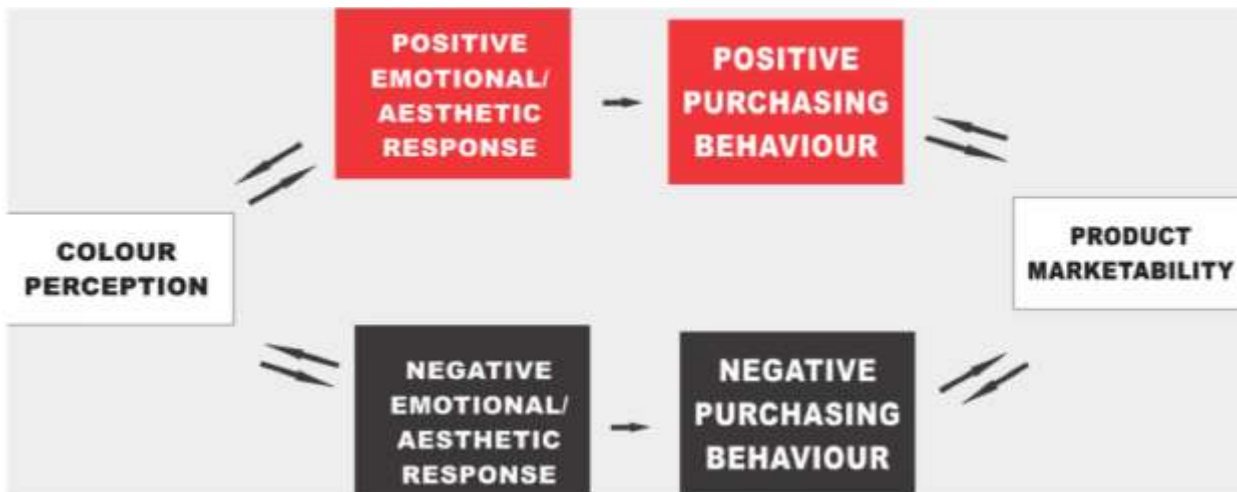 POSITIVE
EMOTIONAL/
AESTHETIC
RESPONSE
POSITIVE
PURCHASING
BEHAVIOUR
COLOUR
PERCEPTION
PRODUCT
MARKETABILITY
NEGATIVE
EMOTIONAL/
AESTHETIC
RESPONSE
NEGATIVE
PURCHASING
BEHAVIOUR